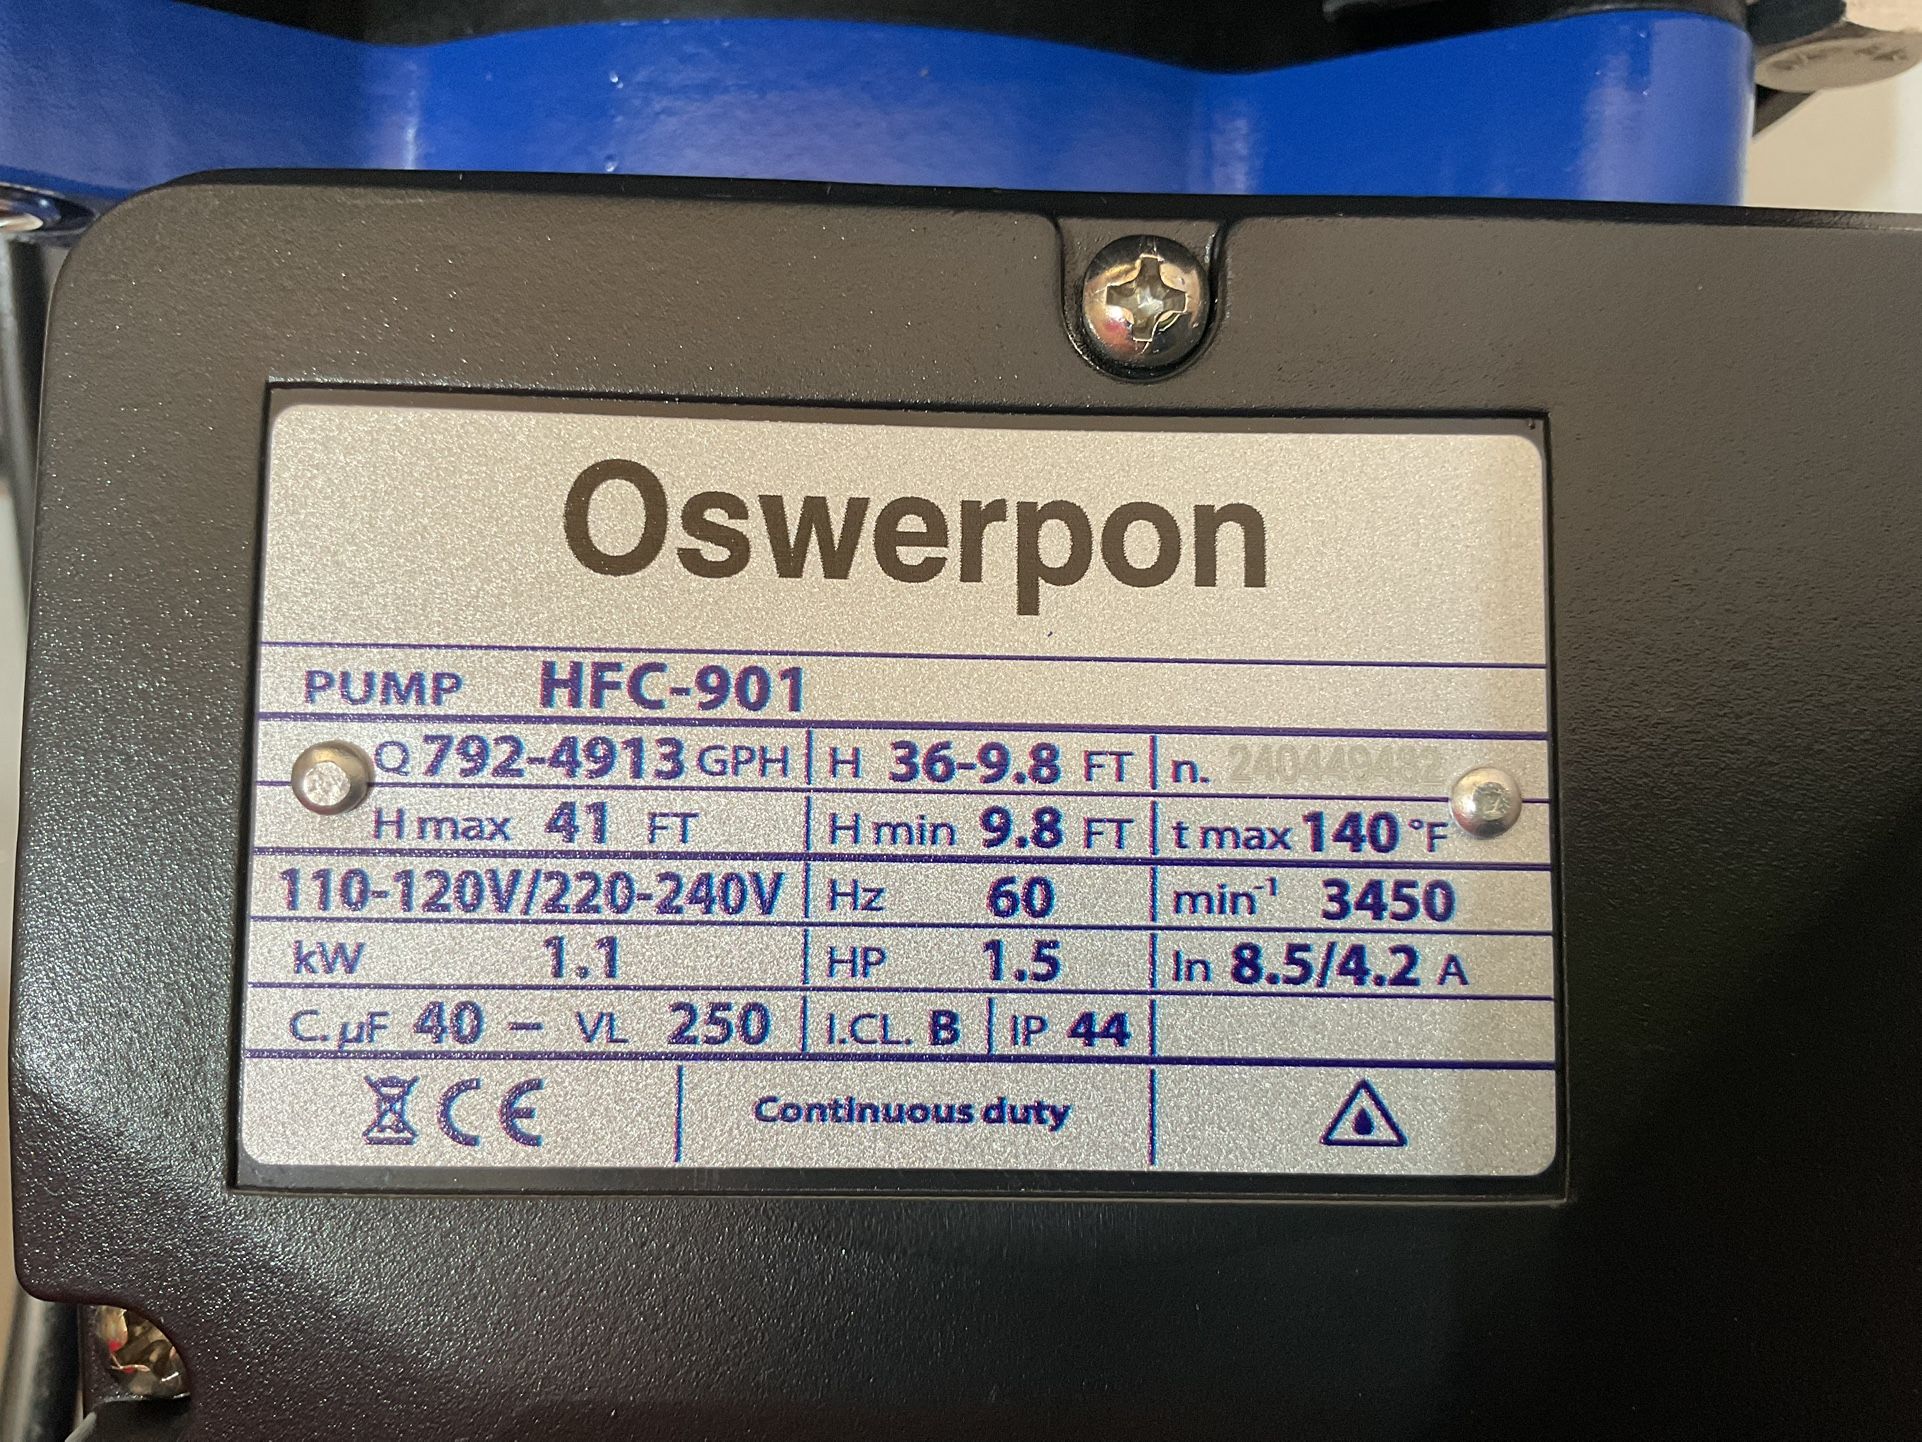 Oswerpon
PUMP HFC-901
Q 792-4913 GPH H 36-9.8 FT n.
H max 41 FT H min 9.8 FT t max 140 °F
110-120V/220-240V Hz 60 min⁻¹ 3450
kW 1.1 HP 1.5 In 8.5/4.2 A
C. µF 40 – VL 250 I.CL. B IP 44
CE Continuous duty